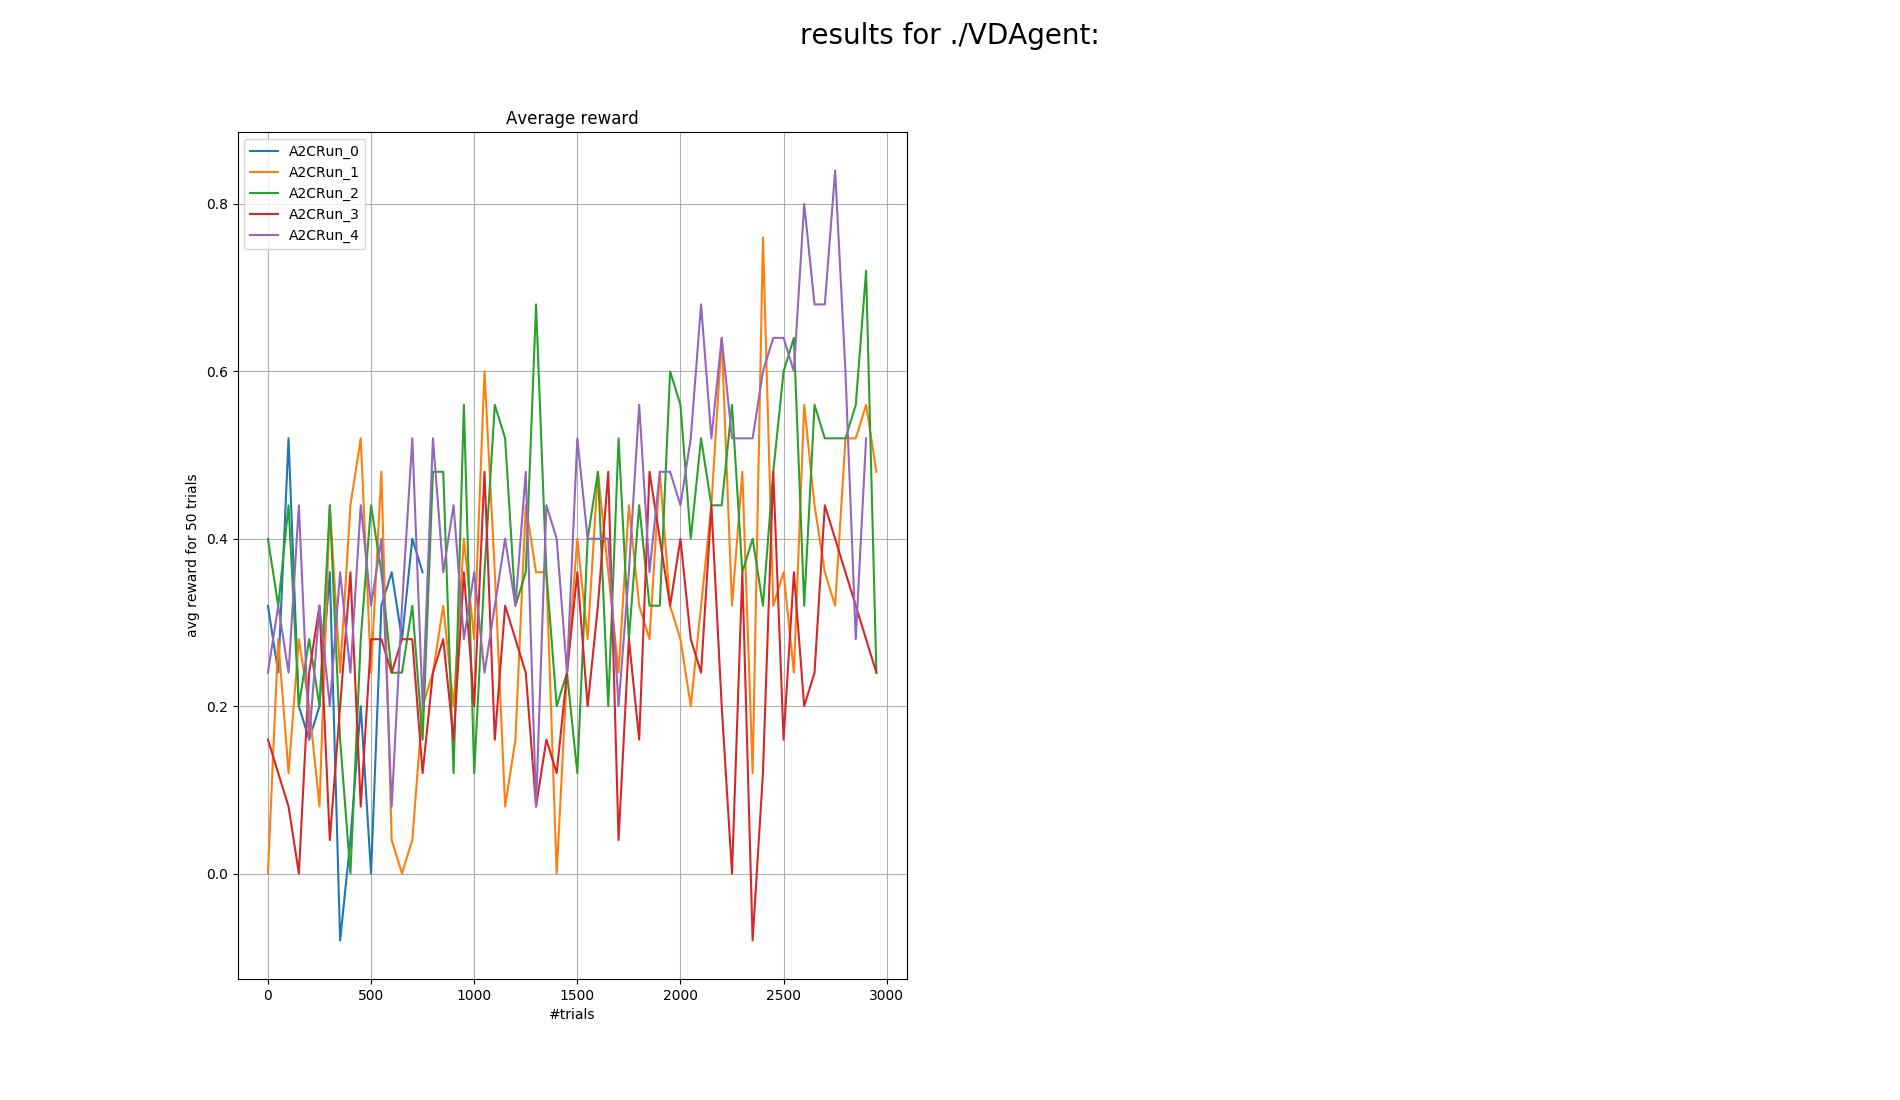 results for ./VDAgent:
Average reward
A2CRun_0
A2CRun_1
A2CRun_2
A2CRun_3
A2CRun_4
0.8
0.6
0.4
0.2
0.0
avg reward for 50 trials
0 500 1000 1500 2000 2500 3000
#trials